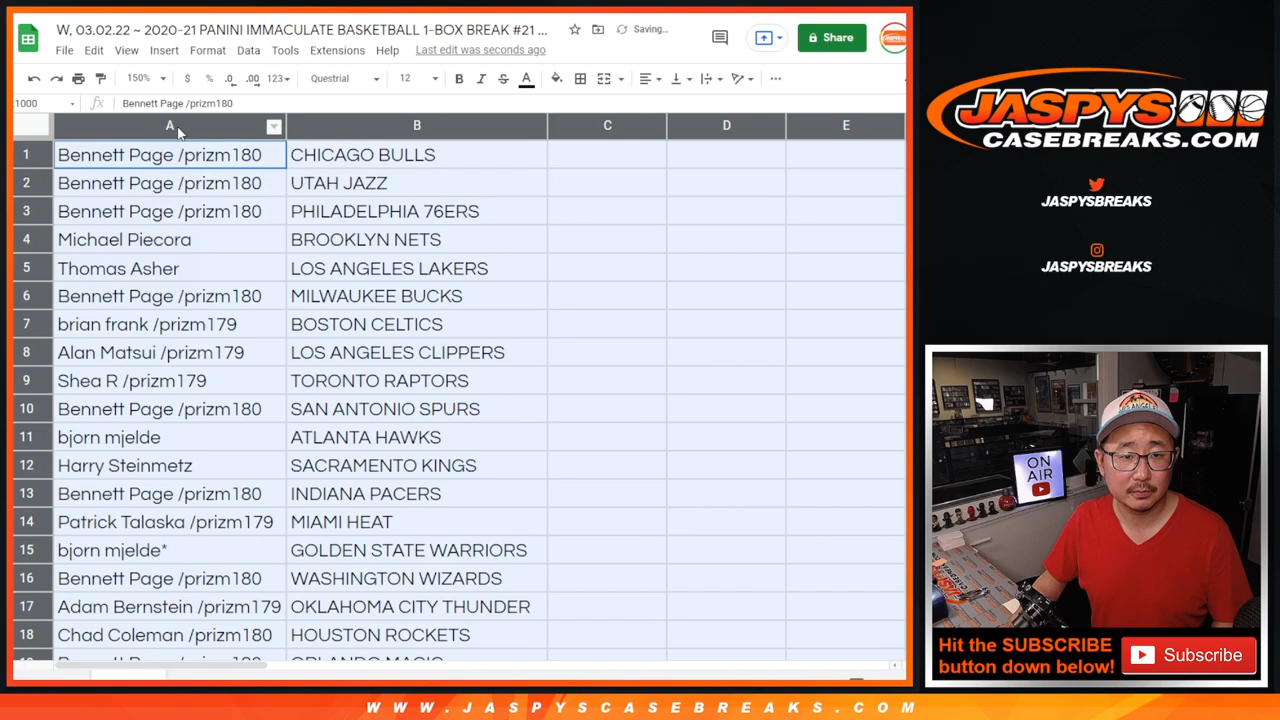 W, 03.02.22 ~ 2020-21 PANINI IMMACULATE BASKETBALL 1-BOX BREAK #21 ...
Saving...
File Edit View Insert Format Data Tools Extensions Help Last edit was seconds ago
Share
150% $ % .0 .00 123 Questrial 12 B I S A
1000 fx Bennett Page /prizm180
A B C D E
1 Bennett Page /prizm180 CHICAGO BULLS
2 Bennett Page /prizm180 UTAH JAZZ
3 Bennett Page /prizm180 PHILADELPHIA 76ERS
4 Michael Piecora BROOKLYN NETS
5 Thomas Asher LOS ANGELES LAKERS
6 Bennett Page /prizm180 MILWAUKEE BUCKS
7 brian frank /prizm179 BOSTON CELTICS
8 Alan Matsui /prizm179 LOS ANGELES CLIPPERS
9 Shea R /prizm179 TORONTO RAPTORS
10 Bennett Page /prizm180 SAN ANTONIO SPURS
11 bjorn mjelde ATLANTA HAWKS
12 Harry Steinmetz SACRAMENTO KINGS
13 Bennett Page /prizm180 INDIANA PACERS
14 Patrick Talaska /prizm179 MIAMI HEAT
15 bjorn mjelde* GOLDEN STATE WARRIORS
16 Bennett Page /prizm180 WASHINGTON WIZARDS
17 Adam Bernstein /prizm179 OKLAHOMA CITY THUNDER
18 Chad Coleman /prizm180 HOUSTON ROCKETS
JASPYS
CASEBREAKS.COM
JASPYSBREAKS
JASPYSBREAKS
ON
AIR
Hit the SUBSCRIBE
button down below!
Subscribe
WWW.JASPYSCASEBREAKS.COM